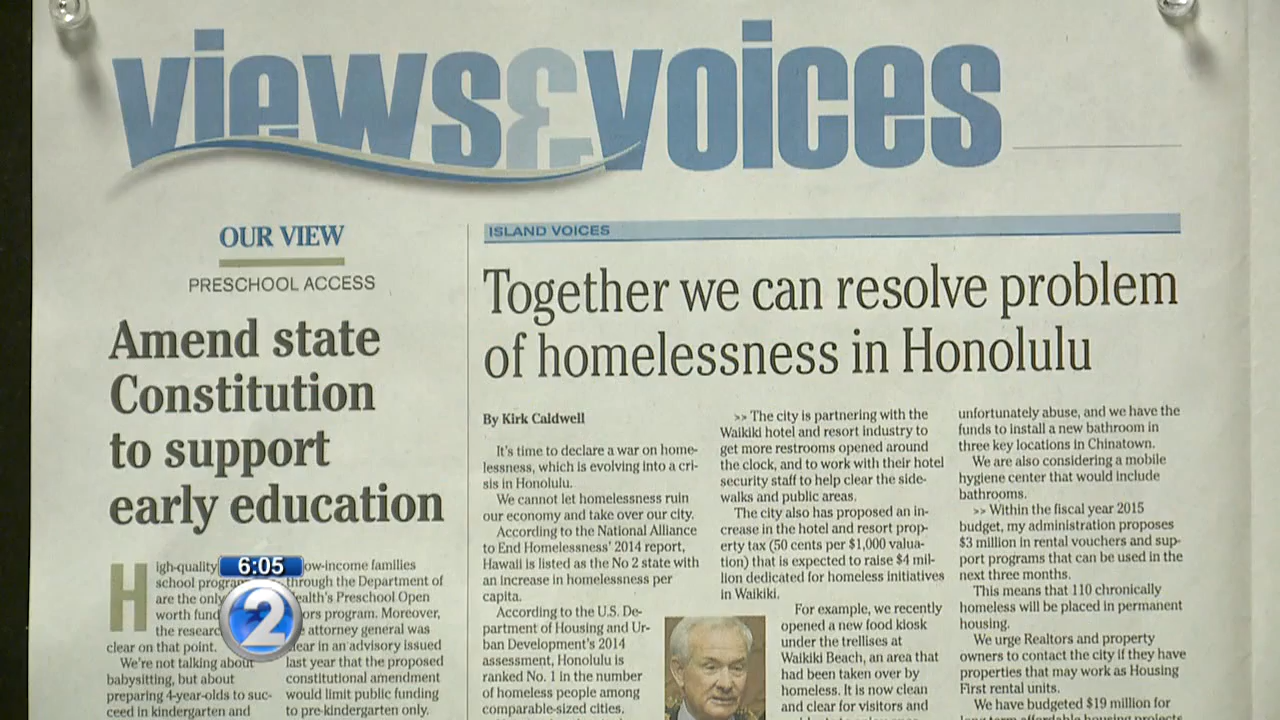 views&voices
OUR VIEW
PRESCHOOL ACCESS
Amend state
Constitution
to support
early education
High-quality
school
are the only
worth
the
clear on that point.
We're not talking about
babysitting, but about
preparing 4-year-olds to suc-
ceed in kindergarten and
low-income families
through the Department of
Health's Preschool Open
Doors program. Moreover,
attorney general was
clear in an advisory issued
last year that the proposed
constitutional amendment
would limit public funding
to pre-kindergarten only.
6:05
2
ISLAND VOICES
Together we can resolve problem
of homelessness in Honolulu
By Kirk Caldwell
It's time to declare a war on home-
lessness, which is evolving into a cri-
sis in Honolulu.
We cannot let homelessness ruin
our economy and take over our city.
According to the National Alliance
to End Homelessness' 2014 report,
Hawaii is listed as the No 2 state with
an increase in homelessness per
capita.
According to the U.S. De-
partment of Housing and Ur-
ban Development's 2014
assessment, Honolulu is
ranked No. 1 in the number
of homeless people among
comparable-sized cities.
>> The city is partnering with the
Waikiki hotel and resort industry to
get more restrooms opened around
the clock, and to work with their hotel
security staff to help clear the side-
walks and public areas.
The city also has proposed an in-
crease in the hotel and resort prop-
erty tax (50 cents per $1,000 valua-
tion) that is expected to raise $4 mil-
lion dedicated for homeless initiatives
in Waikiki.
For example, we recently
opened a new food kiosk
under the trellises at
Waikiki Beach, an area that
had been taken over by
homeless. It is now clean
and clear for visitors and
unfortunately abuse, and we have the
funds to install a new bathroom in
three key locations in Chinatown.
We are also considering a mobile
hygiene center that would include
bathrooms.
>> Within the fiscal year 2015
budget, my administration proposes
$3 million in rental vouchers and sup-
port programs that can be used in the
next three months.
This means that 110 chronically
homeless will be placed in permanent
housing.
We urge Realtors and property
owners to contact the city if they have
properties that may work as Housing
First rental units.
We have budgeted $19 million for